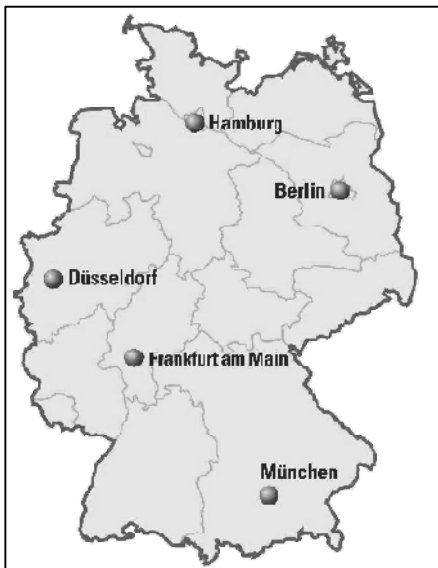 Hamburg
Berlin
Düsseldorf
Frankfurt am Main
München